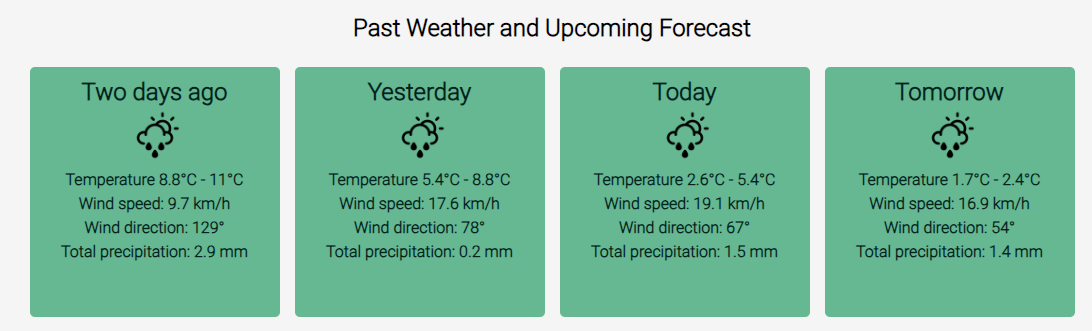 Past Weather and Upcoming Forecast
Two days ago
Temperature 8.8°C - 11°C
Wind speed: 9.7 km/h
Wind direction: 129°
Total precipitation: 2.9 mm
Yesterday
Temperature 5.4°C - 8.8°C
Wind speed: 17.6 km/h
Wind direction: 78°
Total precipitation: 0.2 mm
Today
Temperature 2.6°C - 5.4°C
Wind speed: 19.1 km/h
Wind direction: 67°
Total precipitation: 1.5 mm
Tomorrow
Temperature 1.7°C - 2.4°C
Wind speed: 16.9 km/h
Wind direction: 54°
Total precipitation: 1.4 mm